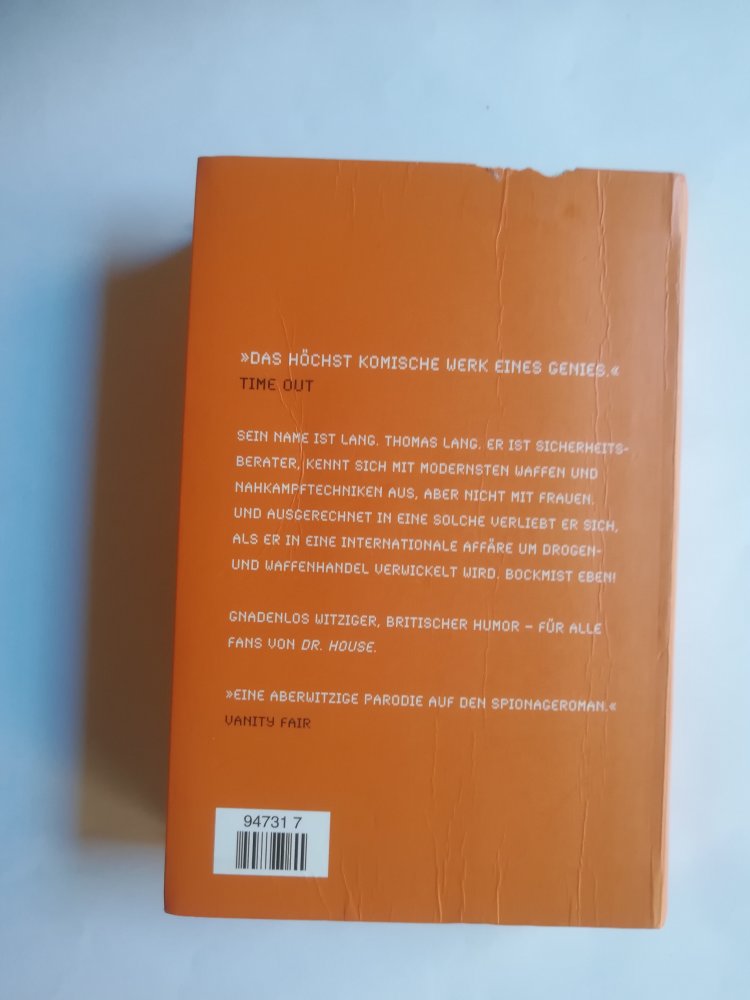 »DAS HÖCHST KOMISCHE WERK EINES GENIES.«
TIME OUT
SEIN NAME IST LANG. THOMAS LANG. ER IST SICHERHEITS-
BERATER, KENNT SICH MIT MODERNSTEN WAFFEN UND
NAHKAMPFTECHNIKEN AUS, ABER NICHT MIT FRAUEN.
UND AUSGERECHNET IN EINE SOLCHE VERLIEBT ER SICH,
ALS ER IN EINE INTERNATIONALE AFFÄRE UM DROGEN-
UND WAFFENHANDEL VERWICKELT WIRD. BOCKMIST EBEN!
GNADENLOS WITZIGER, BRITISCHER HUMOR – FÜR ALLE
FANS VON DR. HOUSE.
»EINE ABERWITZIGE PARODIE AUF DEN SPIONAGEROMAN.«
VANITY FAIR
94731 7